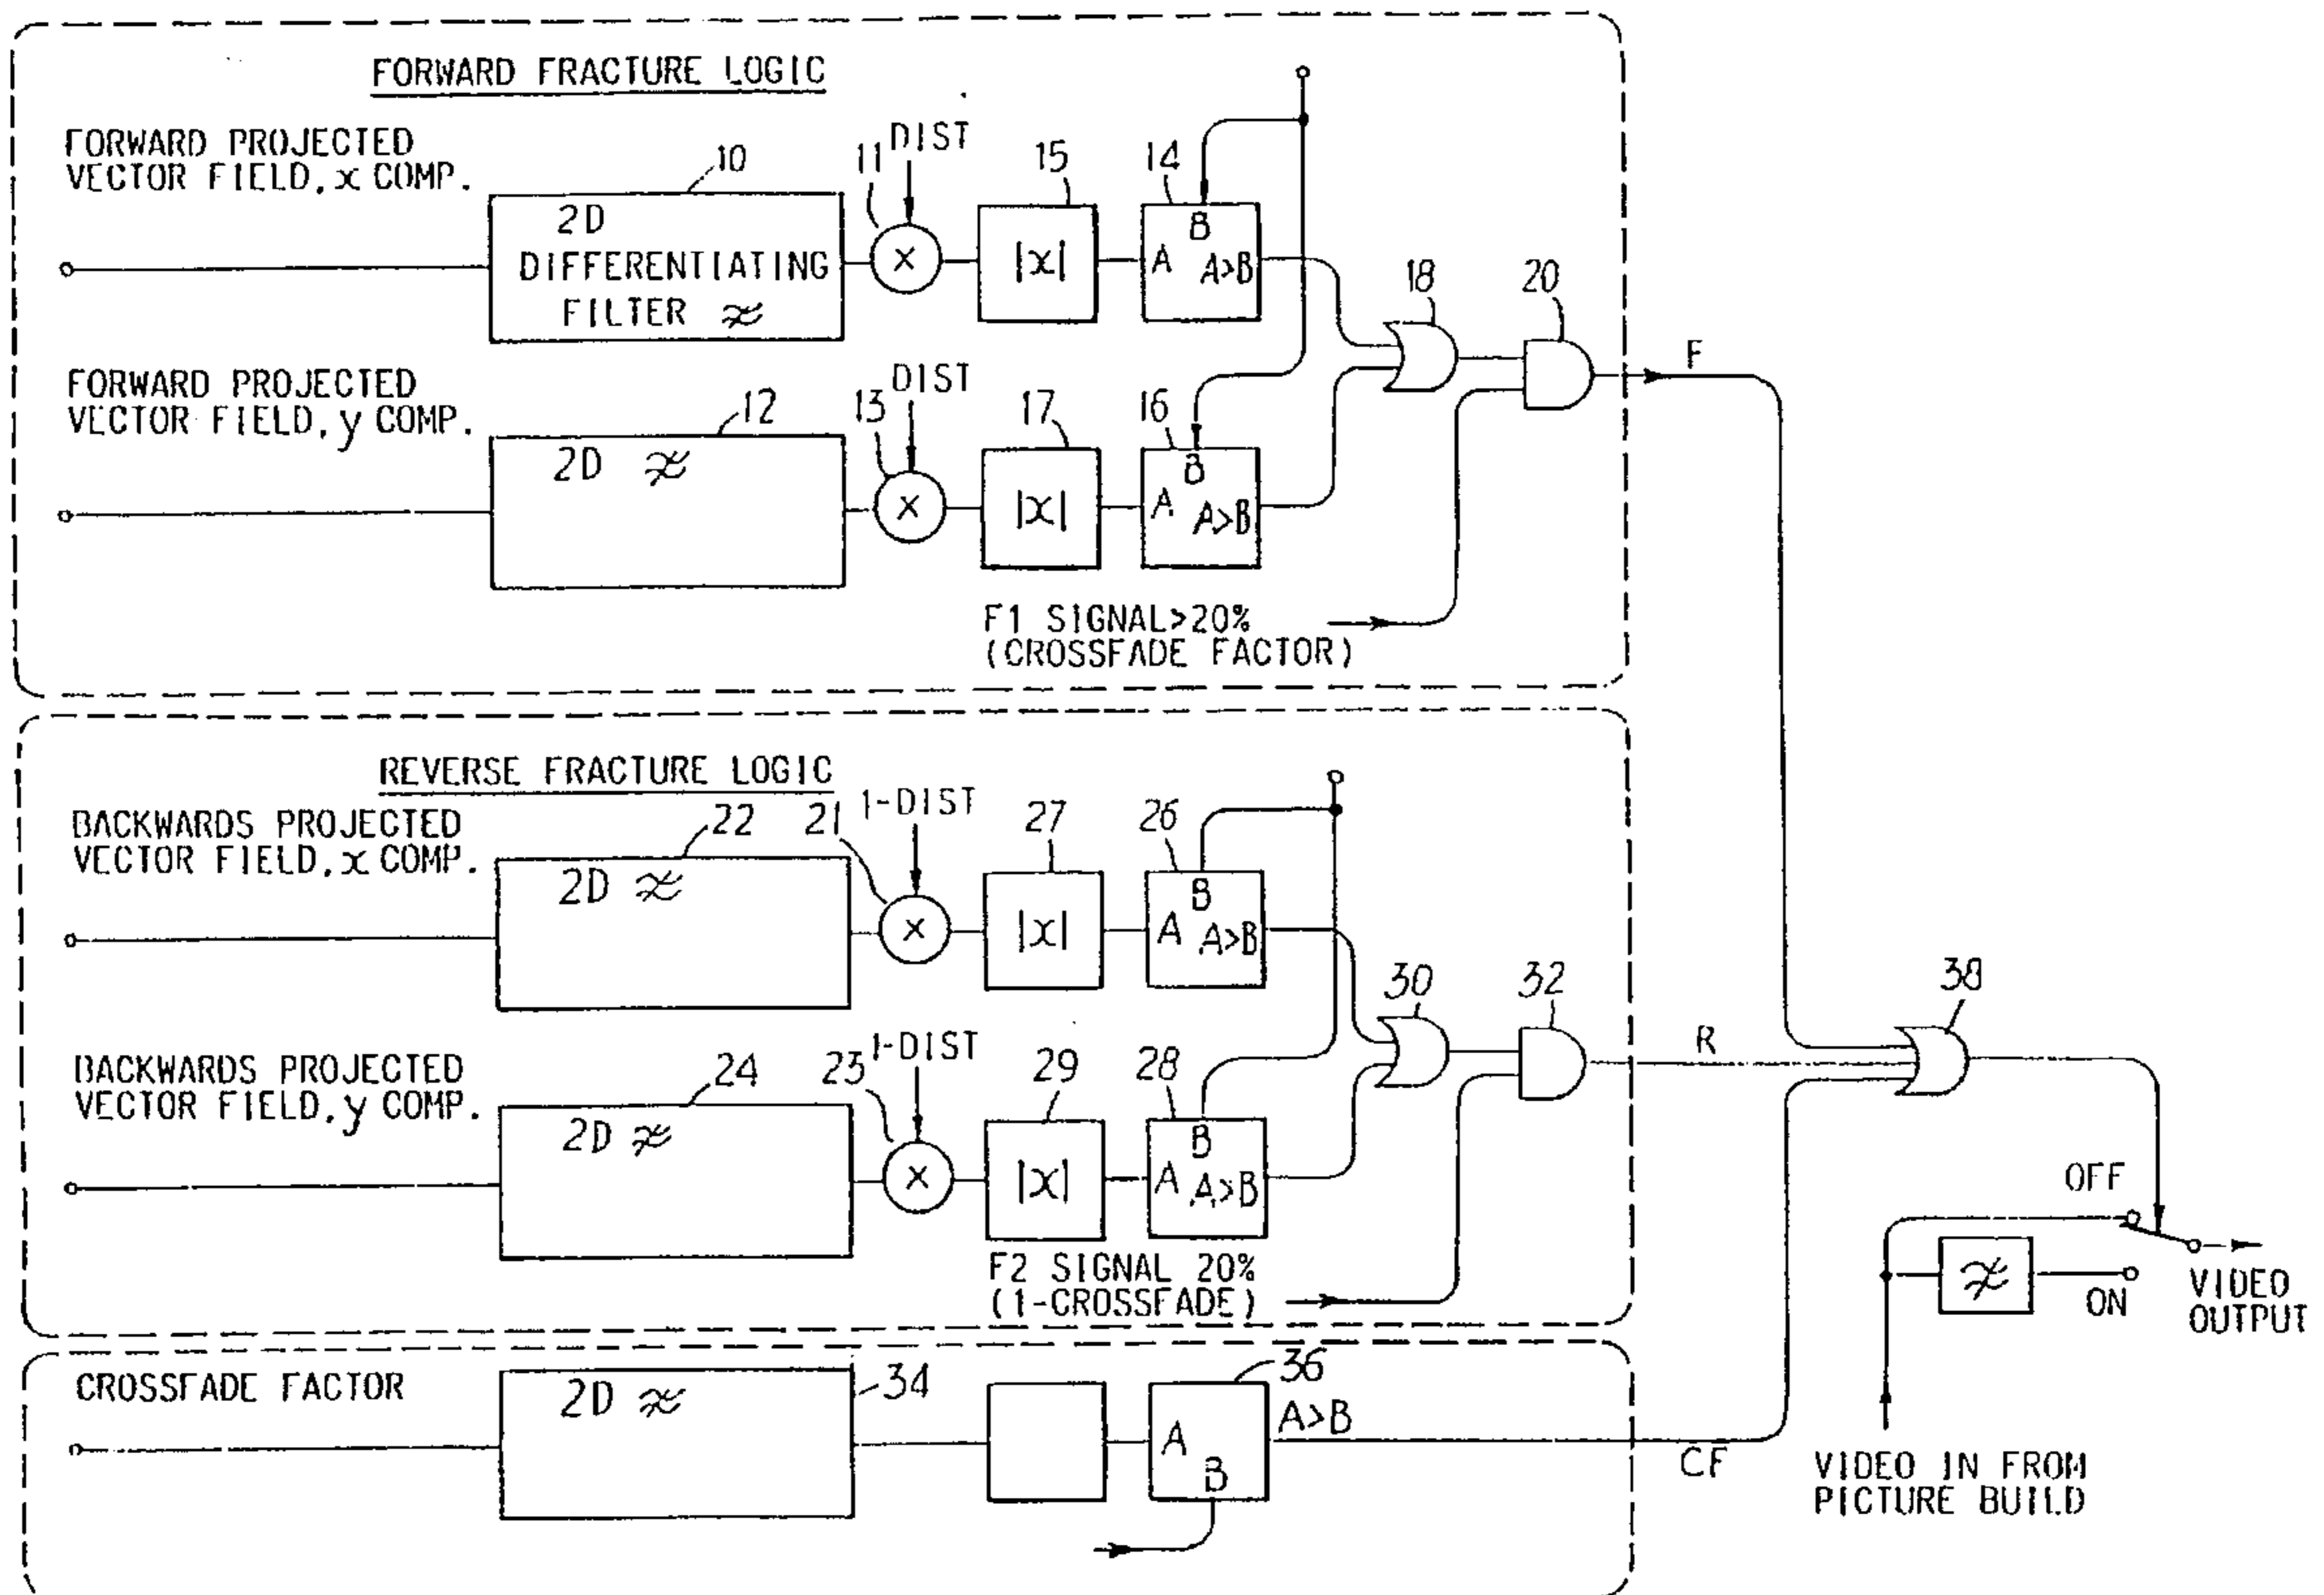 FORWARD FRACTURE LOGIC
FORWARD PROJECTED
VECTOR FIELD, x COMP.
10
11
DIST
15
14
2D
DIFFERENTIATING
FILTER
x
|x|
A
B
A>B
18
20
F
FORWARD PROJECTED
VECTOR FIELD, y COMP.
12
13
DIST
17
16
2D
x
|x|
A
B
A>B
F1 SIGNAL>20%
(CROSSFADE FACTOR)
REVERSE FRACTURE LOGIC
BACKWARDS PROJECTED
VECTOR FIELD, x COMP.
22
21
1-DIST
27
26
2D
x
|x|
A
B
A>B
30
32
R
38
BACKWARDS PROJECTED
VECTOR FIELD, y COMP.
24
23
1-DIST
29
28
2D
x
|x|
A
B
A>B
F2 SIGNAL 20%
(1-CROSSFADE)
OFF
ON
VIDEO
OUTPUT
CROSSFADE FACTOR
2D
34
36
A
B
A>B
CF
VIDEO IN FROM
PICTURE BUILD